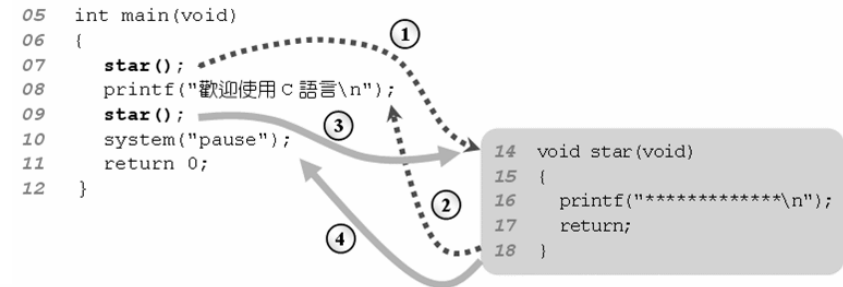 05 int main(void)
06 {
07 star();
08 printf("歡迎使用 C 語言\n");
09 star();
10 system("pause");
11 return 0;
12 }
1
3
2
4
14 void star(void)
15 {
16 printf("*************\n");
17 return;
18 }